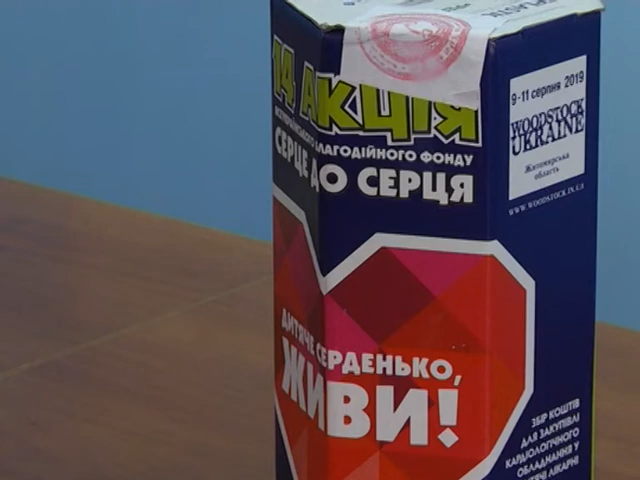 14 АКЦІЯ
ВСЕУКРАЇНСЬКОГО БЛАГОДІЙНОГО ФОНДУ
СЕРЦЕ ДО СЕРЦЯ
ДИТЯЧЕ СЕРДЕНЬКО,
ЖИВИ!
9-11 серпня 2019
WOODSTOCK
UKRAINE
Житомирська
область
WWW.WOODSTOCK.IN.UA
ЗБІР КОШТІВ
ДЛЯ ЗАКУПІВЛІ
КАРДІОЛОГІЧНОГО
ОБЛАДНАННЯ У
ЛІКАРНІ